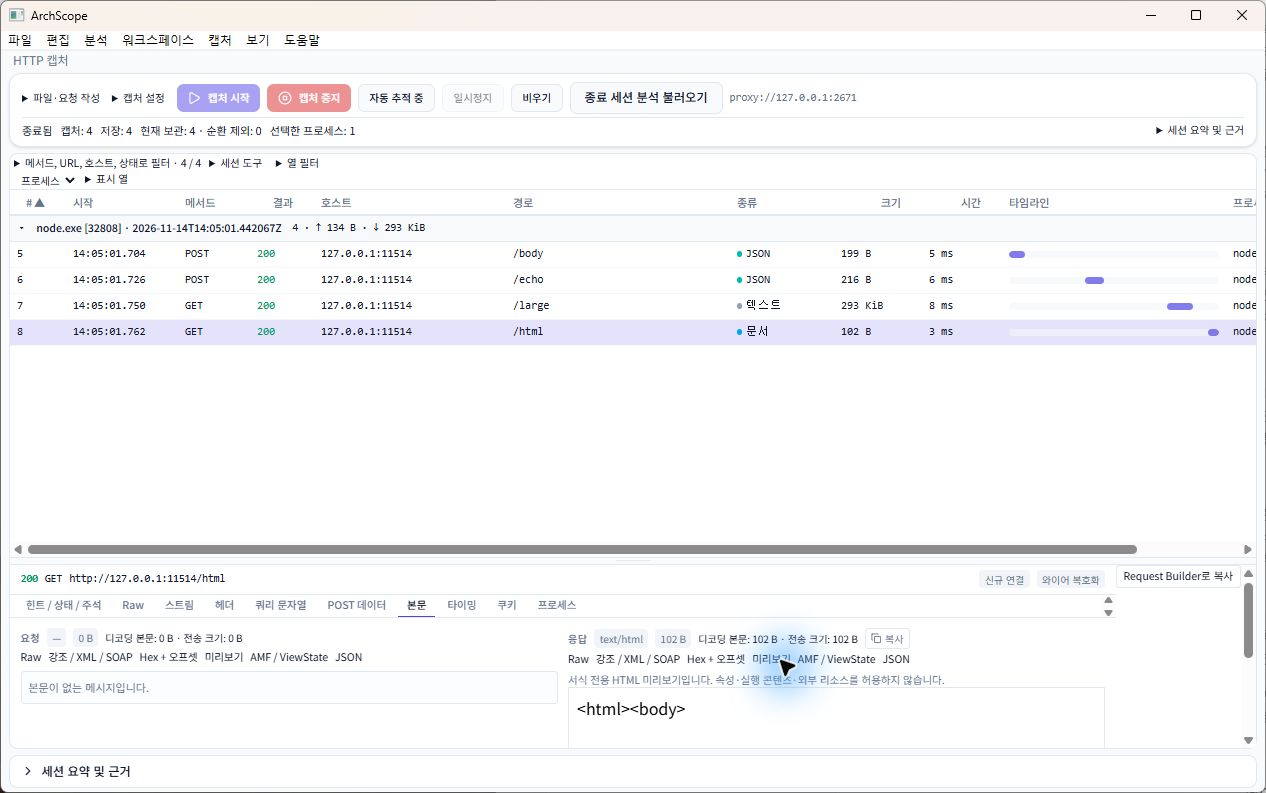 ArchScope
파일 편집 분석 워크스페이스 캡처 보기 도움말
HTTP 캡처
▶ 파일·요청 작성 ▶ 캡처 설정 캡처 시작 캡처 중지 자동 추적 중 일시정지 비우기 종료 세션 분석 불러오기 proxy://127.0.0.1:2671
종료됨 캡처: 4 저장: 4 현재 보관: 4 · 순환 제외: 0 선택한 프로세스: 1 ▶ 세션 요약 및 근거
▶ 메서드, URL, 호스트, 상태로 필터 · 4 / 4 ▶ 세션 도구 ▶ 열 필터
프로세스 ▶ 표시 열
# ▲ 시작 메서드 결과 호스트 경로 종류 크기 시간 타임라인 프로세
node.exe [32808] · 2026-11-14T14:05:01.442067Z 4 · ↑ 134 B · ↓ 293 KiB
5 14:05:01.704 POST 200 127.0.0.1:11514 /body JSON 199 B 5 ms node
6 14:05:01.726 POST 200 127.0.0.1:11514 /echo JSON 216 B 6 ms node
7 14:05:01.750 GET 200 127.0.0.1:11514 /large 텍스트 293 KiB 8 ms node
8 14:05:01.762 GET 200 127.0.0.1:11514 /html 문서 102 B 3 ms node
200 GET http://127.0.0.1:11514/html 신규 연결 와이어 복호화 Request Builder로 복사
힌트 / 상태 / 주석 Raw 스트림 헤더 쿼리 문자열 POST 데이터 본문 타이밍 쿠키 프로세스
요청 — 0 B 디코딩 본문: 0 B · 전송 크기: 0 B
Raw 강조 / XML / SOAP Hex + 오프셋 미리보기 AMF / ViewState JSON
본문이 없는 메시지입니다.
응답 text/html 102 B 디코딩 본문: 102 B · 전송 크기: 102 B 복사
Raw 강조 / XML / SOAP Hex + 오프셋 미리보기 AMF / ViewState JSON
서식 전용 HTML 미리보기입니다. 속성·실행 콘텐츠·외부 리소스를 허용하지 않습니다.
<html><body>
세션 요약 및 근거